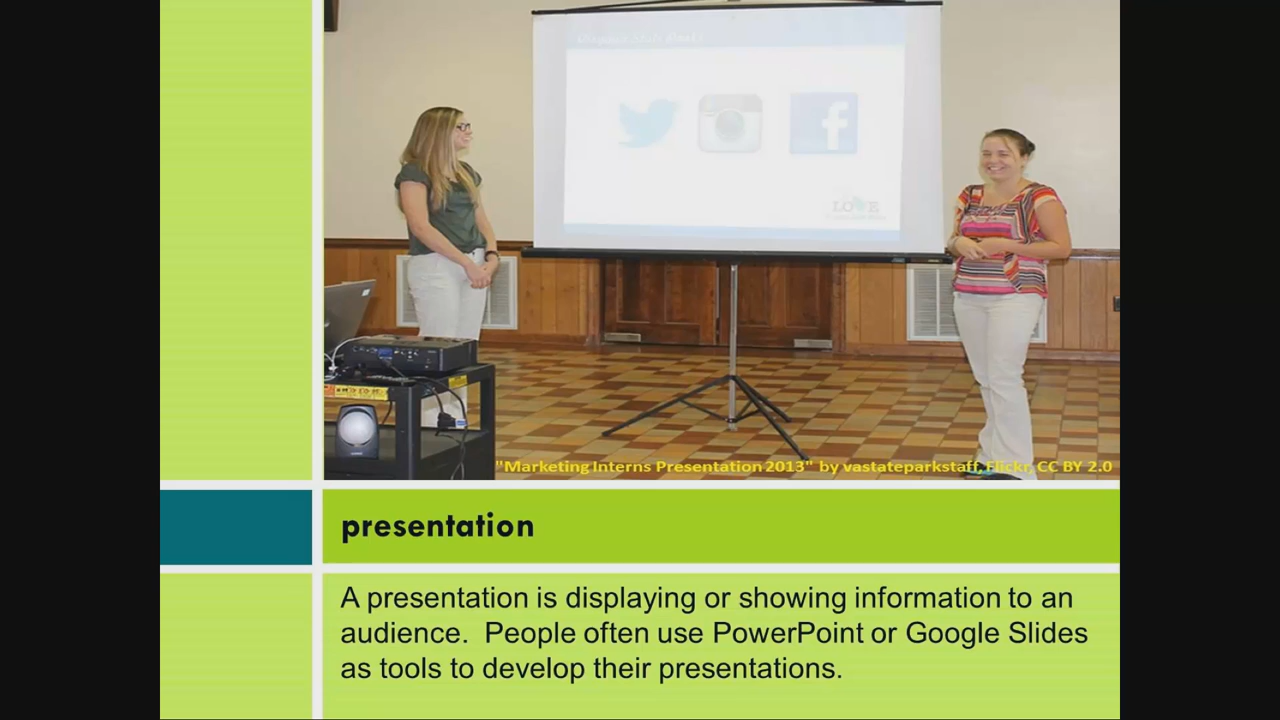 LOVE
"Marketing Interns Presentation 2013" by vastateparkstaff, Flickr, CC BY 2.0
presentation
A presentation is displaying or showing information to an
audience.  People often use PowerPoint or Google Slides
as tools to develop their presentations.